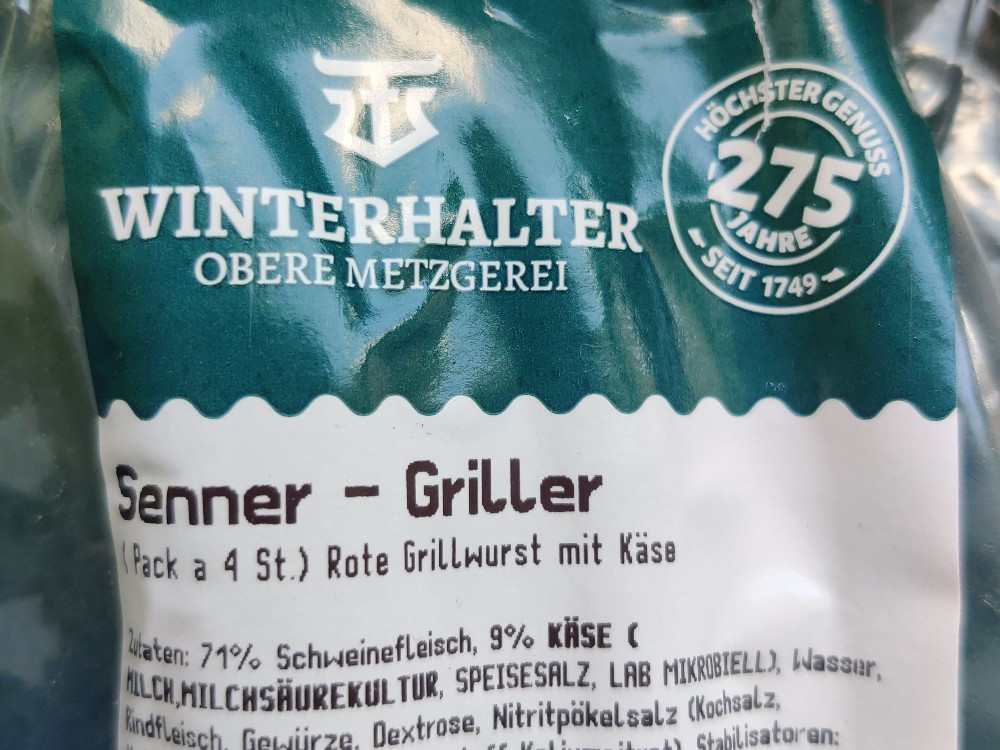 WINTERHALTER
OBERE METZGEREI
HÖCHSTER GENUSS
275
JAHRE
SEIT 1749
Senner - Griller
(Pack a 4 St.) Rote Grillwurst mit Käse
Zutaten: 71% Schweinefleisch, 9% KÄSE (
MILCH,MILCHSÄUREKULTUR, SPEISESALZ, LAB MIKROBIELL), Wasser,
Rindfleisch, Gewürze, Dextrose, Nitritpökelsalz (Kochsalz,
Stabilisatoren: